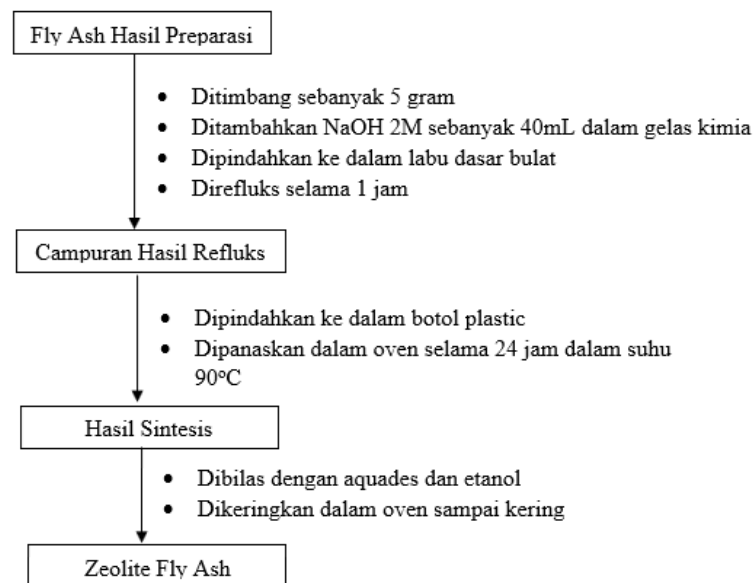 Fly Ash Hasil Preparasi
• Ditimbang sebanyak 5 gram
• Ditambahkan NaOH 2M sebanyak 40mL dalam gelas kimia
• Dipindahkan ke dalam labu dasar bulat
• Direfluks selama 1 jam
Campuran Hasil Refluks
• Dipindahkan ke dalam botol plastic
• Dipanaskan dalam oven selama 24 jam dalam suhu
90°C
Hasil Sintesis
• Dibilas dengan aquades dan etanol
• Dikeringkan dalam oven sampai kering
Zeolite Fly Ash